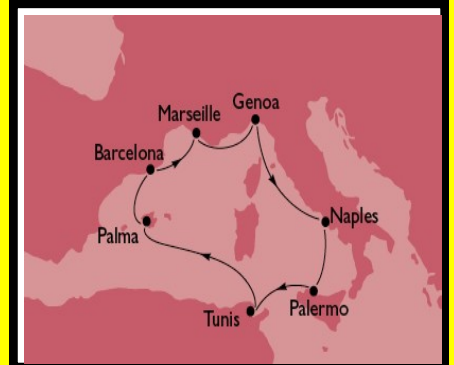 Genoa
Marseille
Barcelona
Naples
Palma
Palermo
Tunis